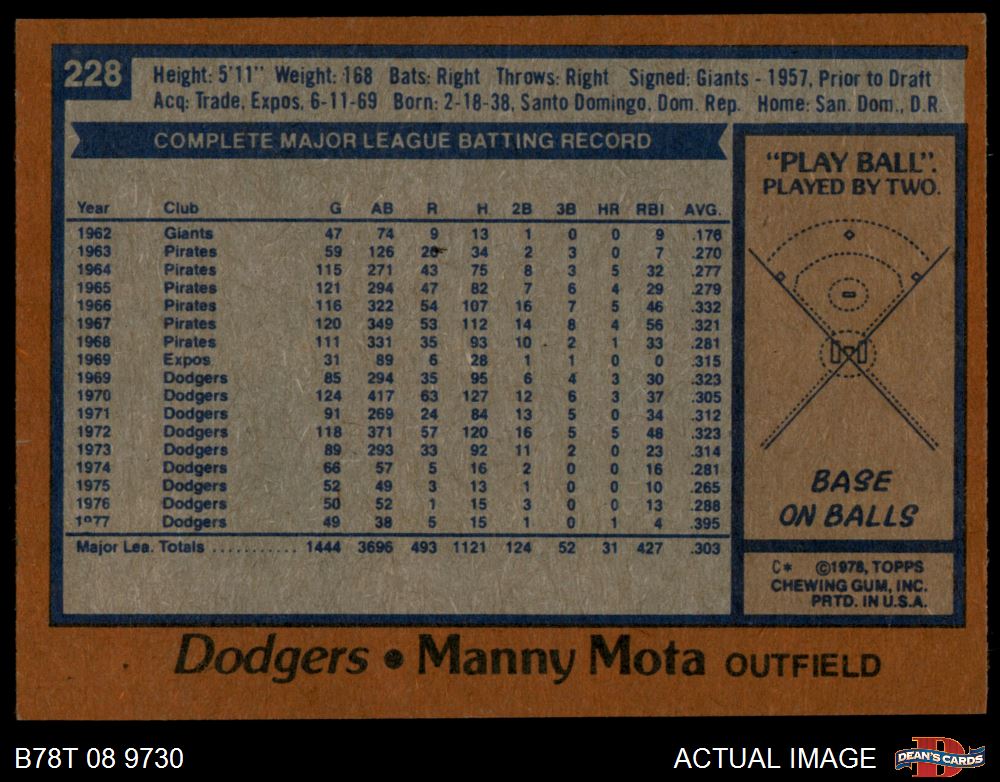 228
Height: 5'11" Weight: 168 Bats: Right Throws: Right Signed: Giants - 1957, Prior to Draft
Acq: Trade, Expos, 6-11-69 Born: 2-18-38, Santo Domingo, Dom. Rep. Home: San. Dom., D.R.
COMPLETE MAJOR LEAGUE BATTING RECORD
Year Club G AB R H 2B 3B HR RBI AVG.
1962 Giants 47 74 9 13 1 0 0 9 .176
1963 Pirates 59 126 20 34 2 3 0 7 .270
1964 Pirates 115 271 43 75 8 3 5 32 .277
1965 Pirates 121 294 47 82 7 6 4 29 .279
1966 Pirates 116 322 54 107 16 7 5 46 .332
1967 Pirates 120 349 53 112 14 8 4 56 .321
1968 Pirates 111 331 35 93 10 2 1 33 .281
1969 Expos 31 89 6 28 1 1 0 0 .315
1969 Dodgers 85 294 35 95 6 4 3 30 .323
1970 Dodgers 124 417 63 127 12 6 3 37 .305
1971 Dodgers 91 269 24 84 13 5 0 34 .312
1972 Dodgers 118 371 57 120 16 5 5 48 .323
1973 Dodgers 89 293 33 92 11 2 0 23 .314
1974 Dodgers 66 57 5 16 2 0 0 16 .281
1975 Dodgers 52 49 3 13 1 0 0 10 .265
1976 Dodgers 50 52 1 15 3 0 0 13 .288
1977 Dodgers 49 38 5 15 1 0 1 4 .395
Major Lea. Totals ........... 1444 3696 493 1121 124 52 31 427 .303
"PLAY BALL".
PLAYED BY TWO.
BASE
ON BALLS
C* ©1978, TOPPS
CHEWING GUM, INC.
PRTD. IN U.S.A.
Dodgers • Manny Mota OUTFIELD
B78T 08 9730
ACTUAL IMAGE
D
DEAN'S CARDS